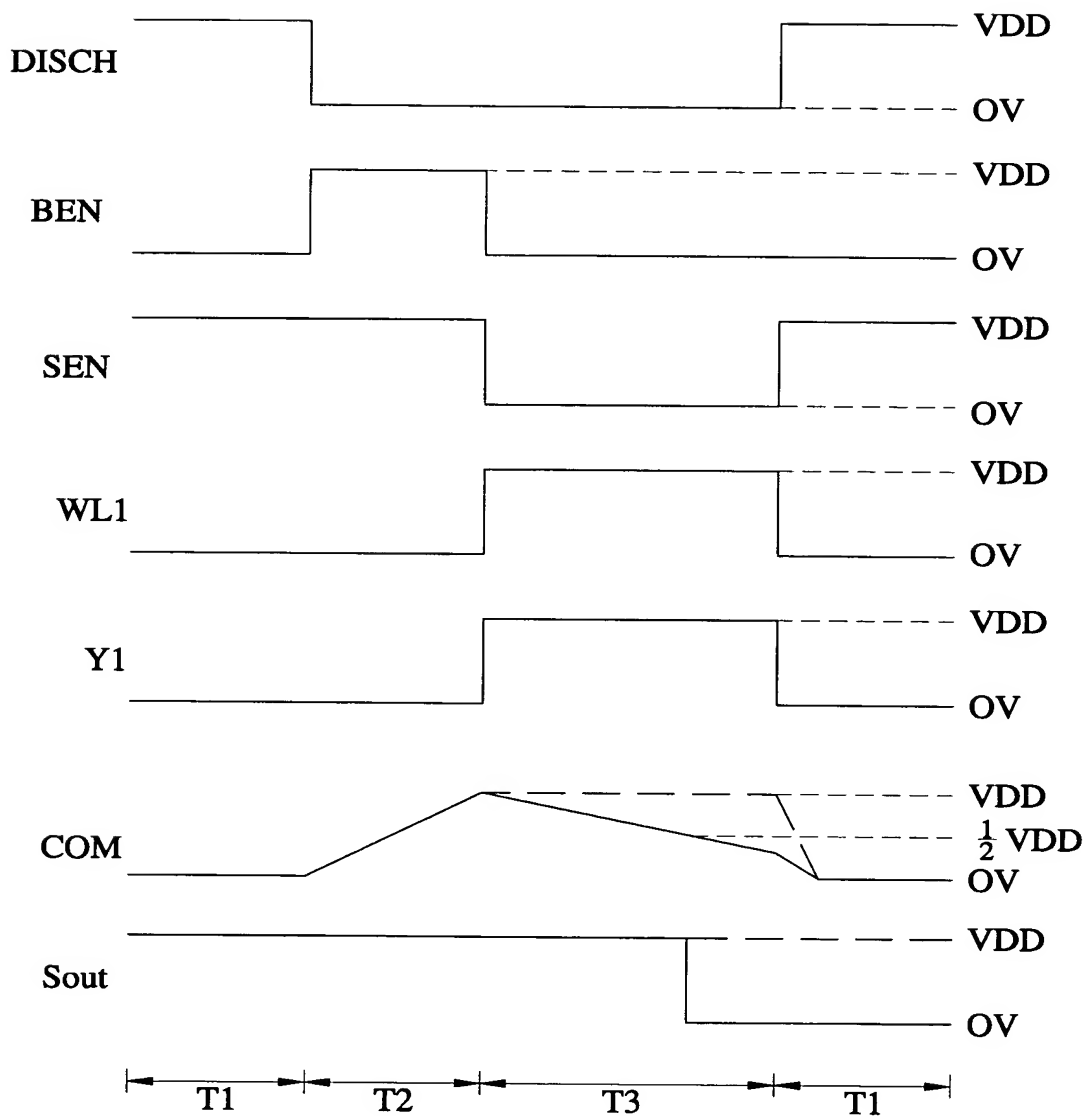 DISCH
VDD
OV
BEN
VDD
OV
SEN
VDD
OV
WL1
VDD
OV
Y1
VDD
OV
COM
VDD
1/2 VDD
OV
Sout
VDD
OV
T1 T2 T3 T1